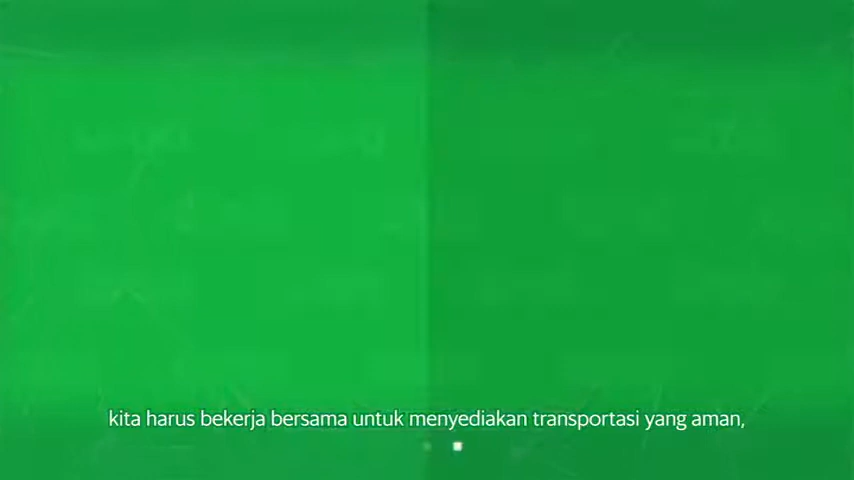 kita harus bekerja bersama untuk menyediakan transportasi yang aman,